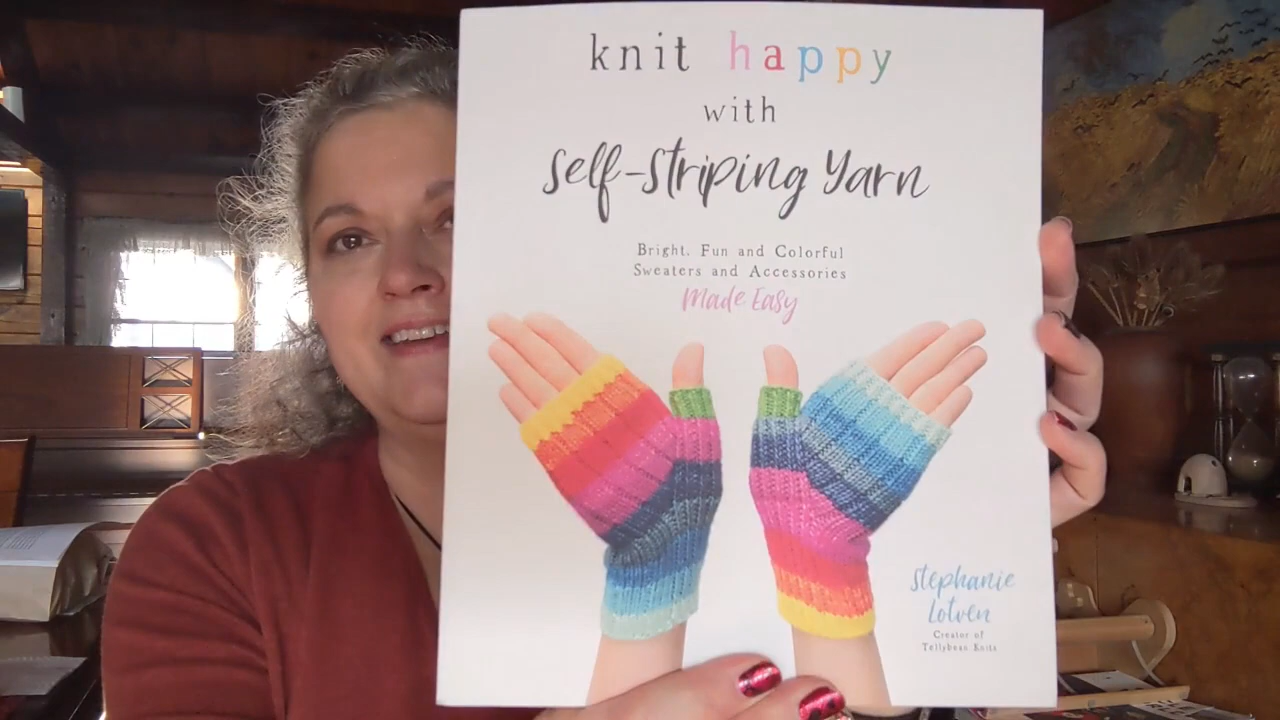 knit happy
with
Self-Striping Yarn
Bright, Fun and Colorful
Sweaters and Accessories
Made Easy
Stephanie
Lotven
Creator of
Tellybean Knits